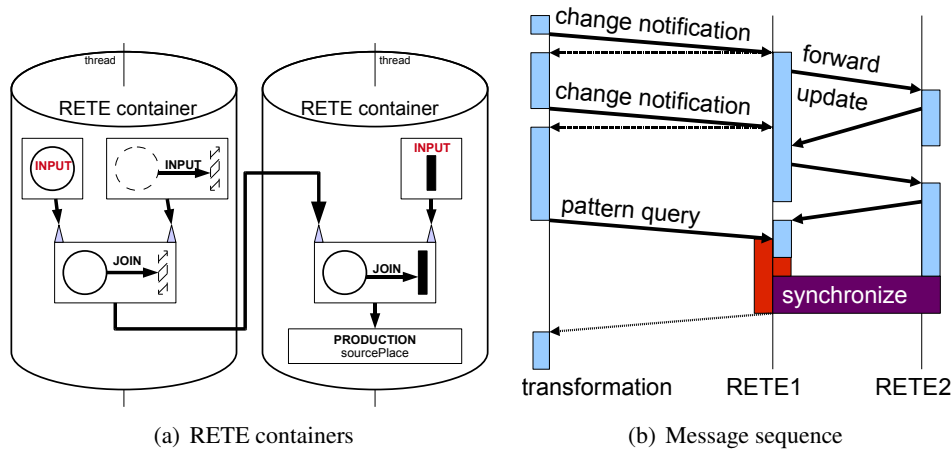 thread
RETE container
INPUT
INPUT
JOIN
thread
RETE container
INPUT
JOIN
PRODUCTION
sourcePlace
(a) RETE containers
change notification
forward
update
change notification
pattern query
synchronize
transformation RETE1 RETE2
(b) Message sequence